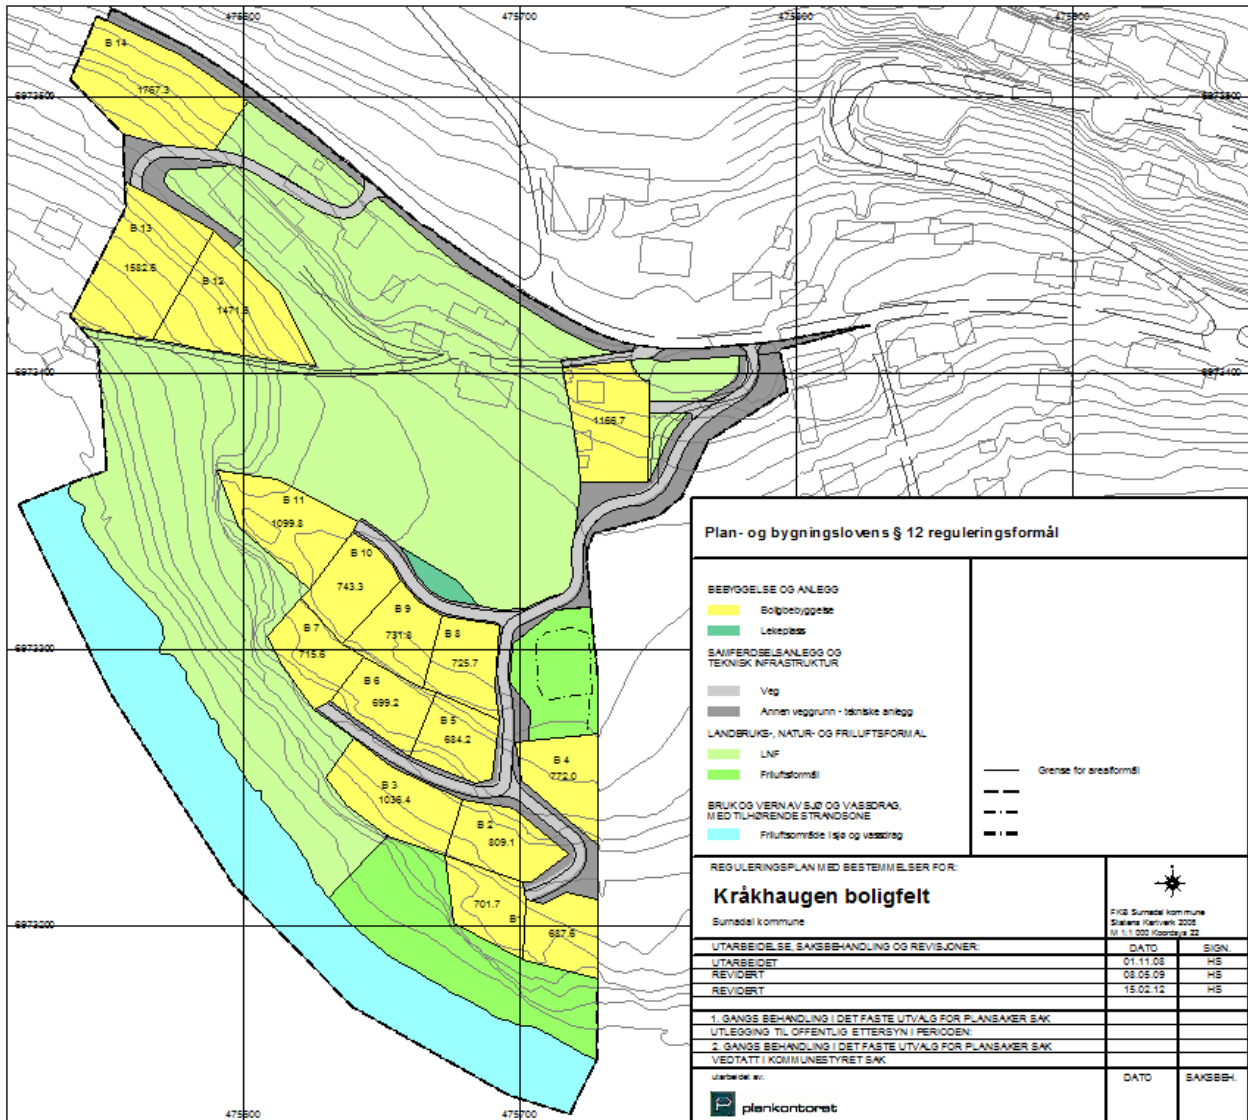 475600 475700 475800 475900
B 14
1767.3
6973500 6973500
B 13
1582.5
B 12
1471.8
6973400 6973400
1166.7
B 11
1099.8
B 10
743.3
B 9
731.8
B 8
725.7
B 7
715.6
6973300
B 6
699.2
B 5
684.2
B 4
772.0
B 3
1036.4
B 2
809.1
701.7
B1
687.6
6973200
475600 475700
Plan- og bygningslovens § 12 reguleringsformål
BEBYGGELSE OG ANLEGG
Boligbebyggelse
Lekeplass
SAMFERDSELSANLEGG OG
TEKNISK INFRASTRUKTUR
Veg
Annen veggrunn - tekniske anlegg
LANDBRUKS-, NATUR- OG FRILUFTSFORMAL
LNF
Friluftsformål
BRUK OG VERN AV SJØ OG VASSDRAG,
MED TILHØRENDE STRANDSONE
Friluftsområde i sjø og vassdrag
Grense for arealformål
REGULERINGSPLAN MED BESTEMMELSER FOR:
Kråkhaugen boligfelt
Surnadal kommune
FKB Surnadal kommune
Statens Kartverk 2008
M 1:1 000 Koordsys 22
UTARBEIDELSE, SAKSBEHANDLING OG REVISJONER: DATO SIGN.
UTARBEIDET 01.11.08 HS
REVIDERT 08.05.09 HS
REVIDERT 15.02.12 HS
1. GANGS BEHANDLING I DET FASTE UTVALG FOR PLANSAKER SAK
UTLEGGING TIL OFFENTLIG ETTERSYN I PERIODEN:
2. GANGS BEHANDLING I DET FASTE UTVALG FOR PLANSAKER SAK
VEDTATT I KOMMUNESTYRET SAK
utarbeidet av: DATO SAKSBEH.
plankontoret